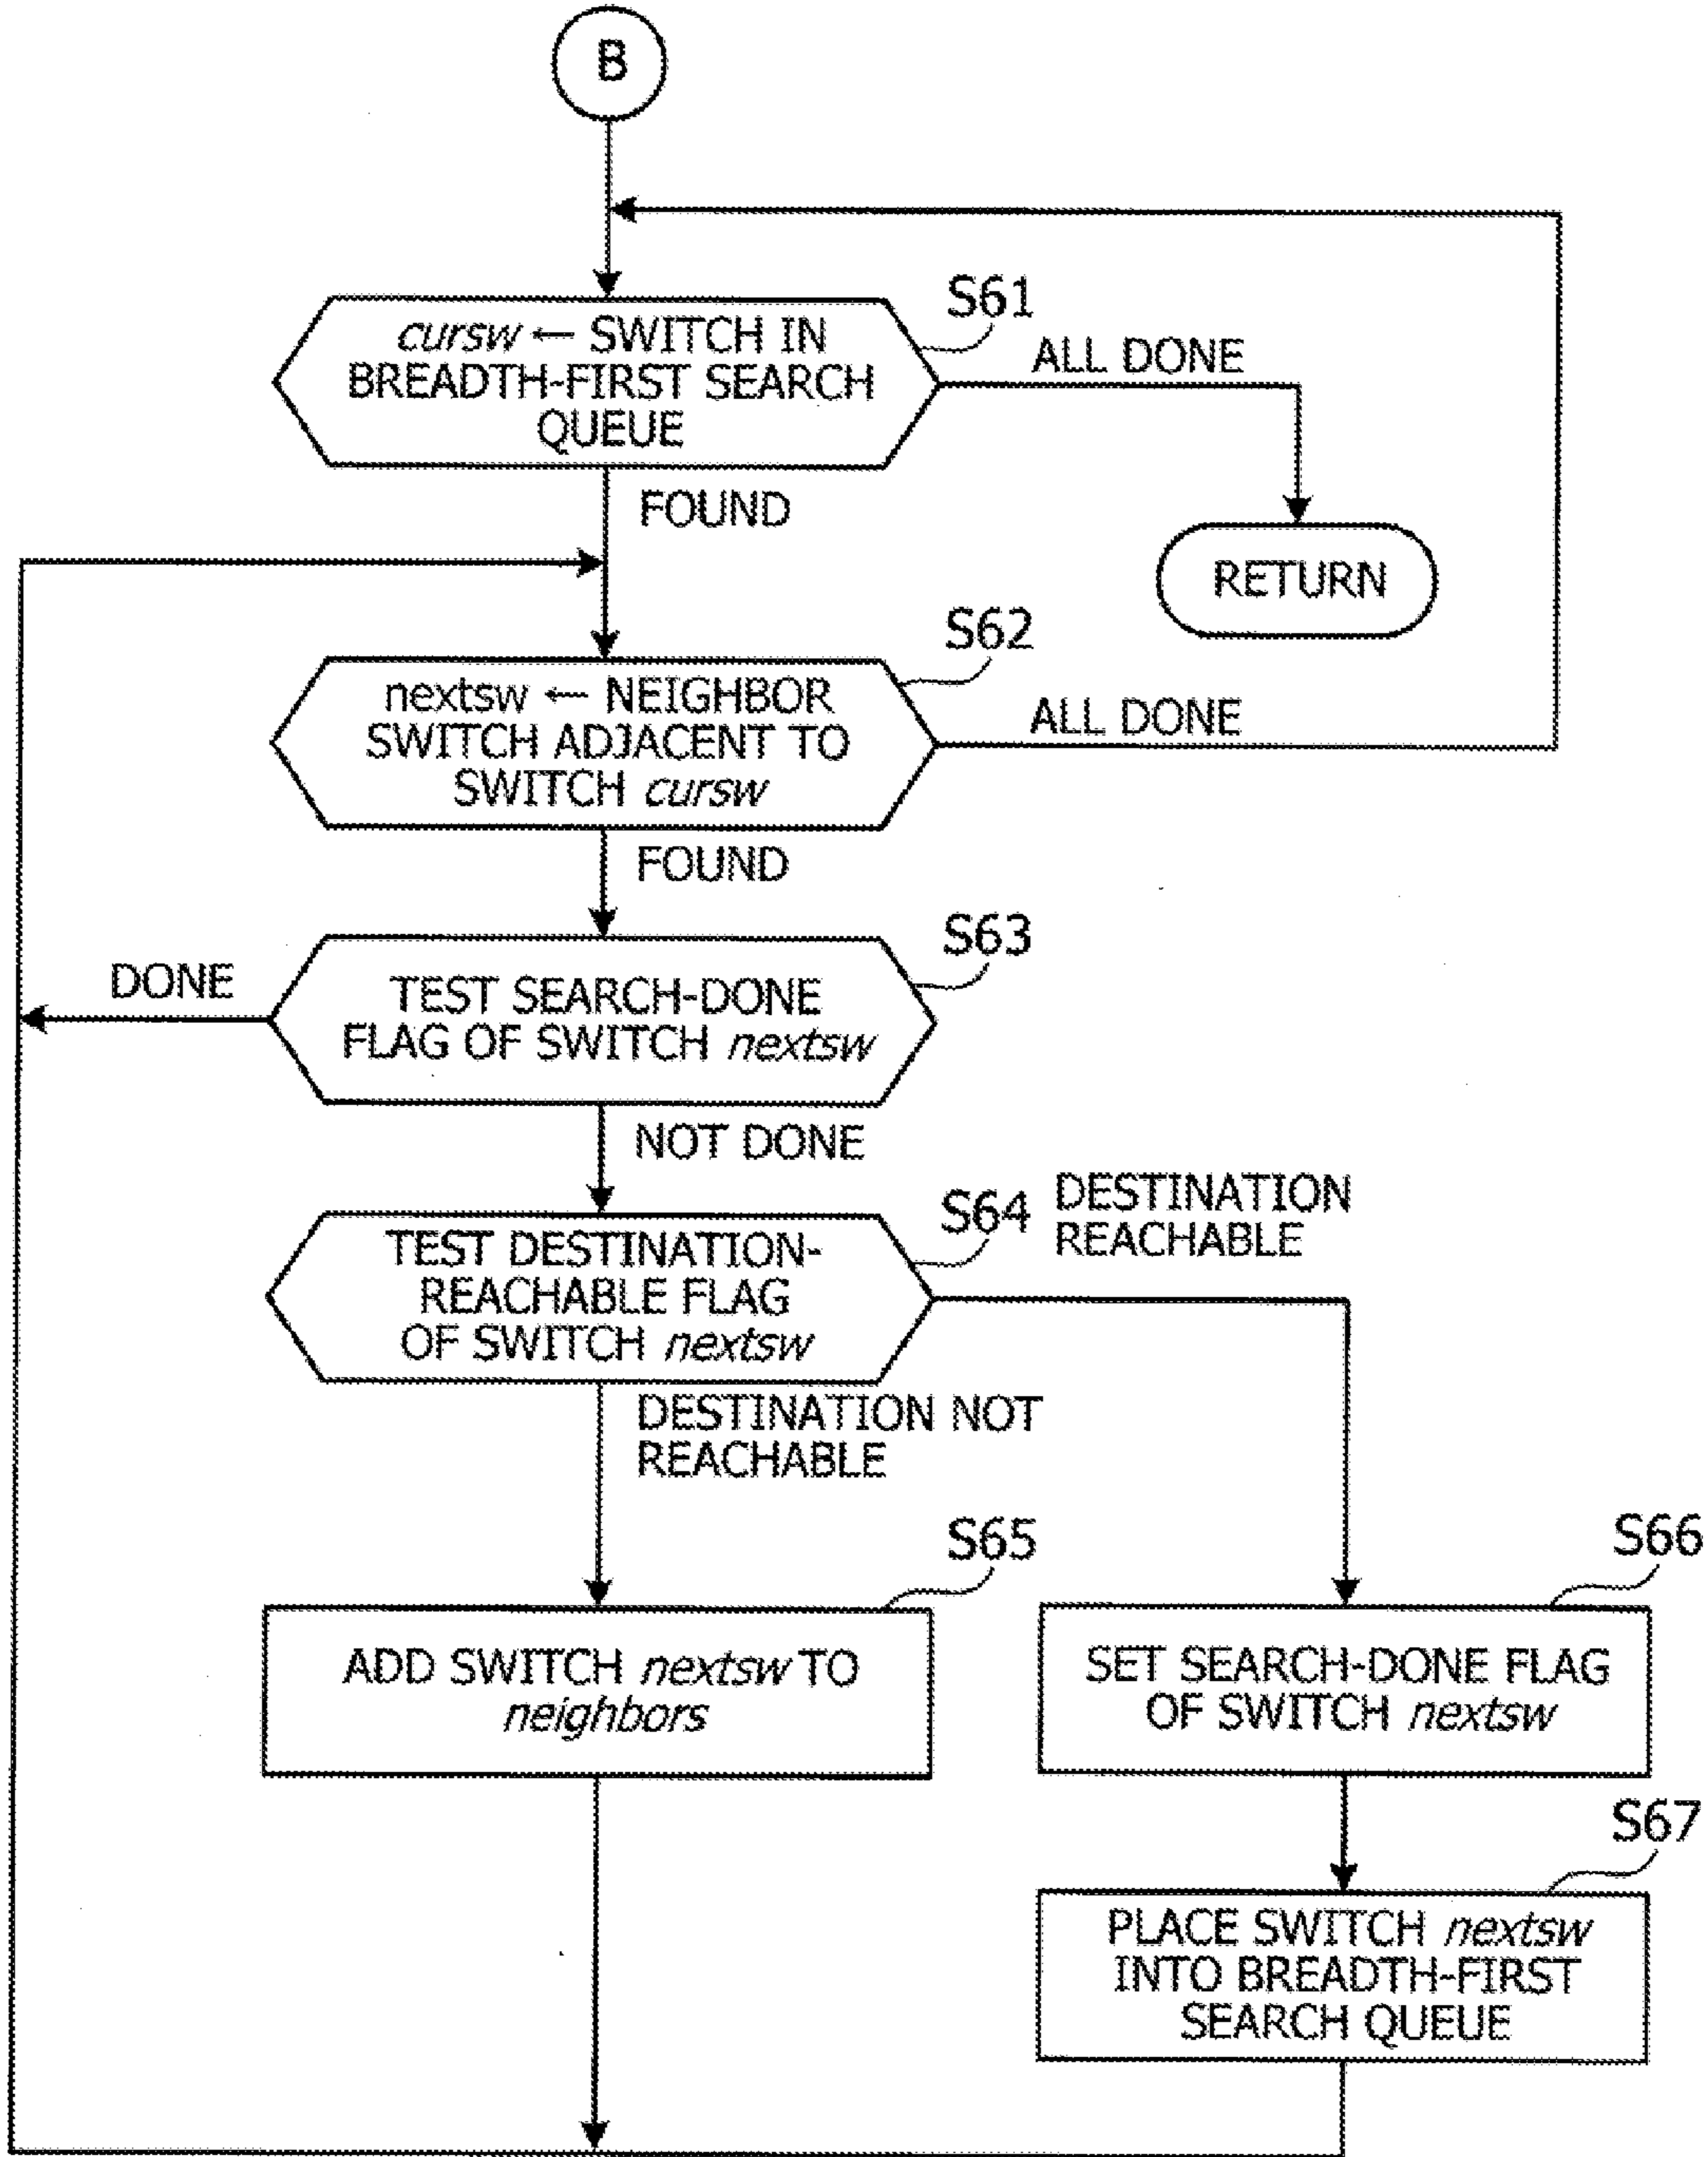 B
S61
cursw ← SWITCH IN
BREADTH-FIRST SEARCH
QUEUE
ALL DONE
FOUND
RETURN
S62
nextsw ← NEIGHBOR
SWITCH ADJACENT TO
SWITCH cursw
ALL DONE
FOUND
S63
DONE
TEST SEARCH-DONE
FLAG OF SWITCH nextsw
NOT DONE
S64
DESTINATION
REACHABLE
TEST DESTINATION-
REACHABLE FLAG
OF SWITCH nextsw
DESTINATION NOT
REACHABLE
S65
ADD SWITCH nextsw TO
neighbors
S66
SET SEARCH-DONE FLAG
OF SWITCH nextsw
S67
PLACE SWITCH nextsw
INTO BREADTH-FIRST
SEARCH QUEUE